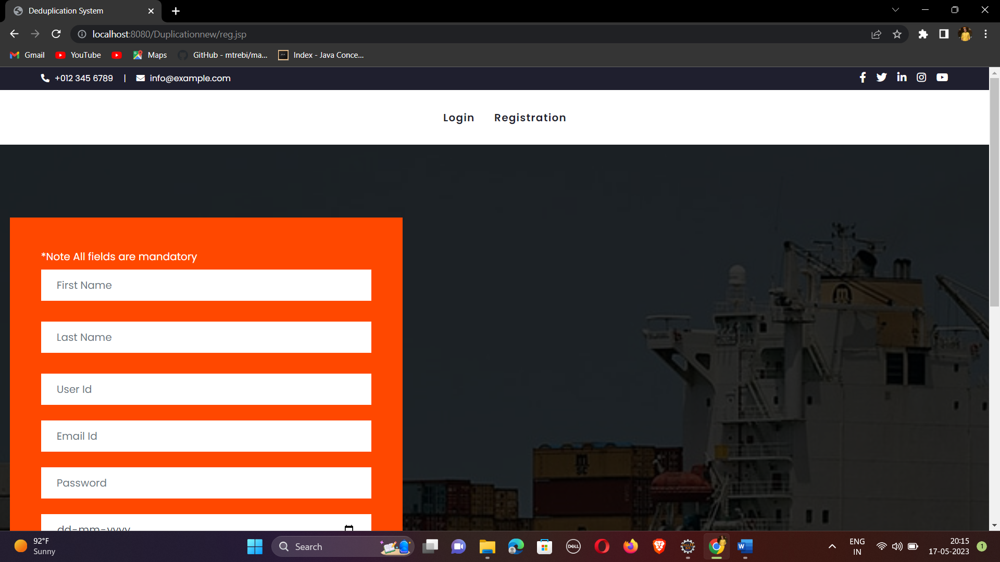 Deduplication System
localhost:8080/Duplicationnew/reg.jsp
Gmail YouTube Maps GitHub - mtrebi/ma... Index - Java Conce...
+012 345 6789 | info@example.com
Login Registration
*Note All fields are mandatory
First Name
Last Name
User Id
Email Id
Password
dd-mm-yyyy
92°F
Sunny
Search
DELL
ENG
IN
20:15
17-05-2023
1